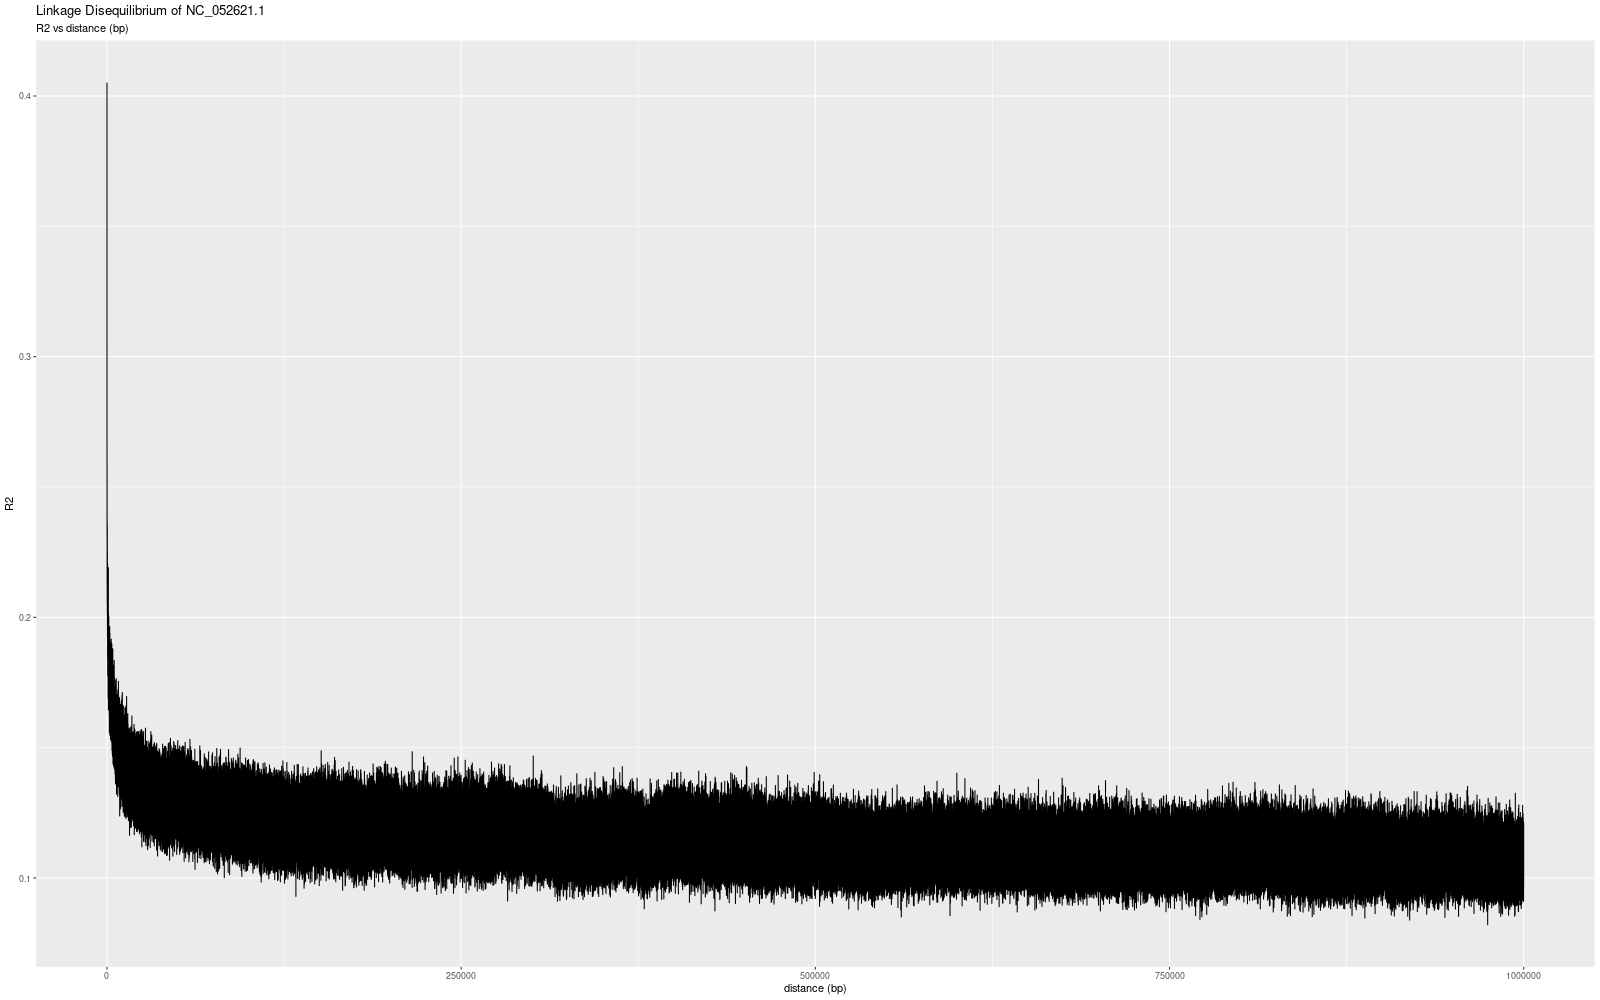 Linkage Disequilibrium of NC_052621.1
R2 vs distance (bp)
0.4
0.3
0.2
0.1
R2
0
250000
500000
750000
1000000
distance (bp)